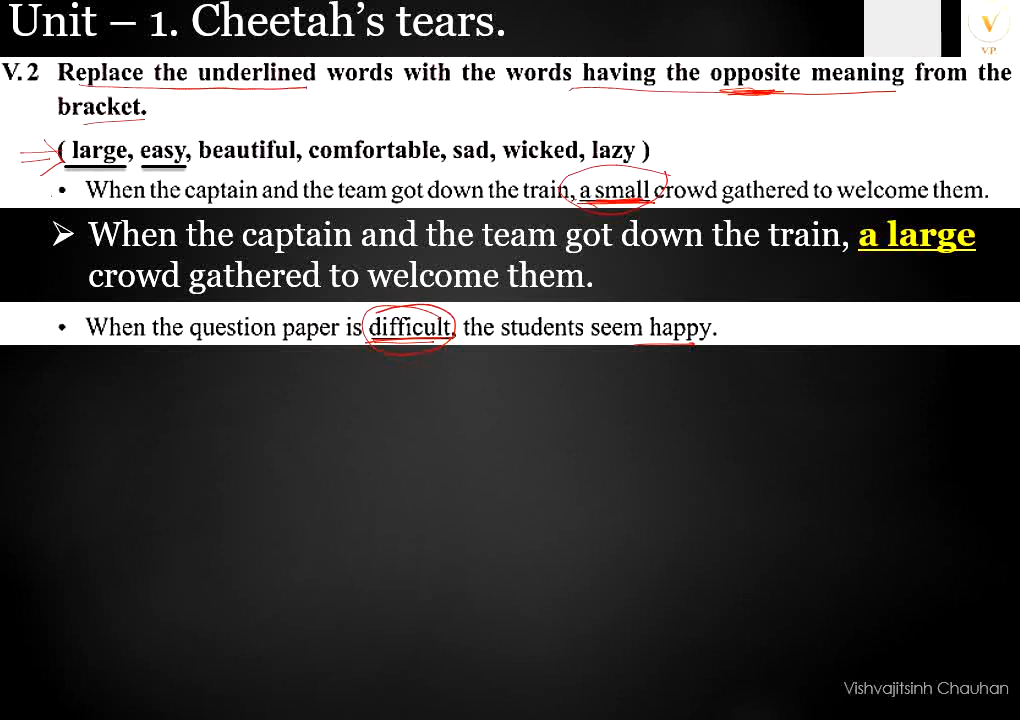 Unit – 1. Cheetah's tears.
V.P.
V. 2 Replace the underlined words with the words having the opposite meaning from the
bracket.
( large, easy, beautiful, comfortable, sad, wicked, lazy )
• When the captain and the team got down the train, a small crowd gathered to welcome them.
➢ When the captain and the team got down the train, a large
crowd gathered to welcome them.
• When the question paper is difficult, the students seem happy.
Vishvajitsinh Chauhan